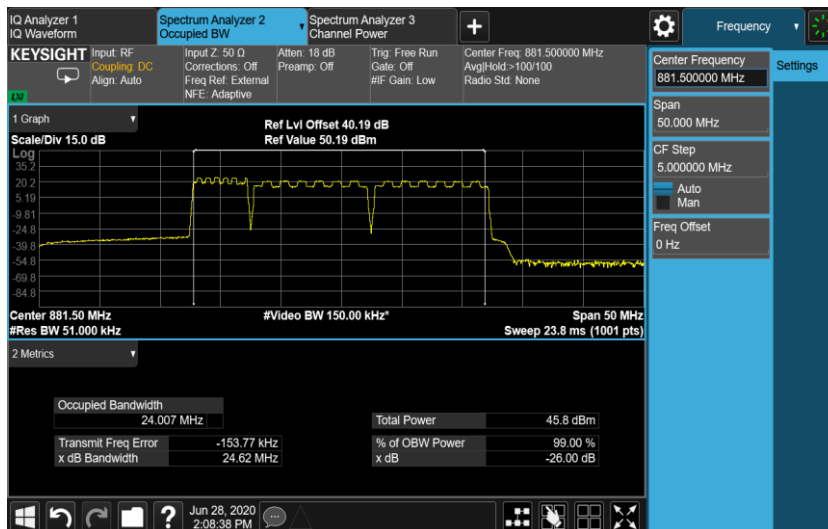 IQ Analyzer 1
IQ Waveform
Spectrum Analyzer 2
Occupied BW
Spectrum Analyzer 3
Channel Power
Frequency
KEYSIGHT
Input: RF
Coupling: DC
Align: Auto
Input Z: 50 Ω
Corrections: Off
Freq Ref: External
NFE: Adaptive
Atten: 18 dB
Preamp: Off
Trig: Free Run
Gate: Off
#IF Gain: Low
Center Freq: 881.500000 MHz
Avg|Hold:>100/100
Radio Std: None
LXI
Center Frequency
881.500000 MHz
Settings
Span
50.000 MHz
CF Step
5.000000 MHz
Auto
Man
Freq Offset
0 Hz
1 Graph
Scale/Div 15.0 dB
Ref Lvl Offset 40.19 dB
Ref Value 50.19 dBm
Log
35.2
20.2
5.19
-9.81
-24.8
-39.8
-54.8
-69.8
-84.8
Center 881.50 MHz
#Video BW 150.00 kHz*
Span 50 MHz
#Res BW 51.000 kHz
Sweep 23.8 ms (1001 pts)
2 Metrics
Occupied Bandwidth
24.007 MHz
Total Power 45.8 dBm
Transmit Freq Error -153.77 kHz
% of OBW Power 99.00 %
x dB Bandwidth 24.62 MHz
x dB -26.00 dB
?
Jun 28, 2020
2:08:38 PM